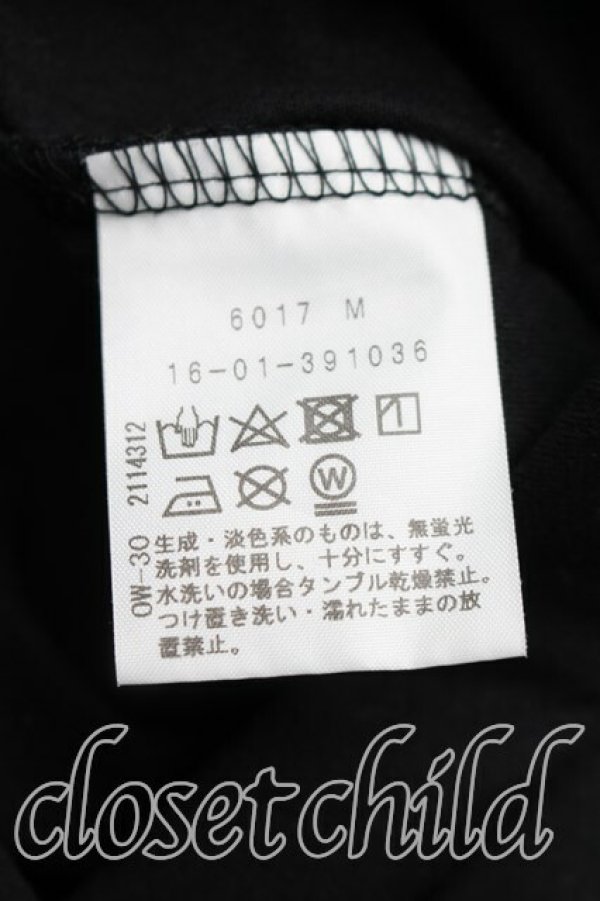 6017 M
16-01-391036
W
OW-30 2114312
生成・淡色系のものは、無蛍光
洗剤を使用し、十分にすすぐ。
水洗いの場合タンブル乾燥禁止。
つけ置き洗い・濡れたままの放
置禁止。
closet child